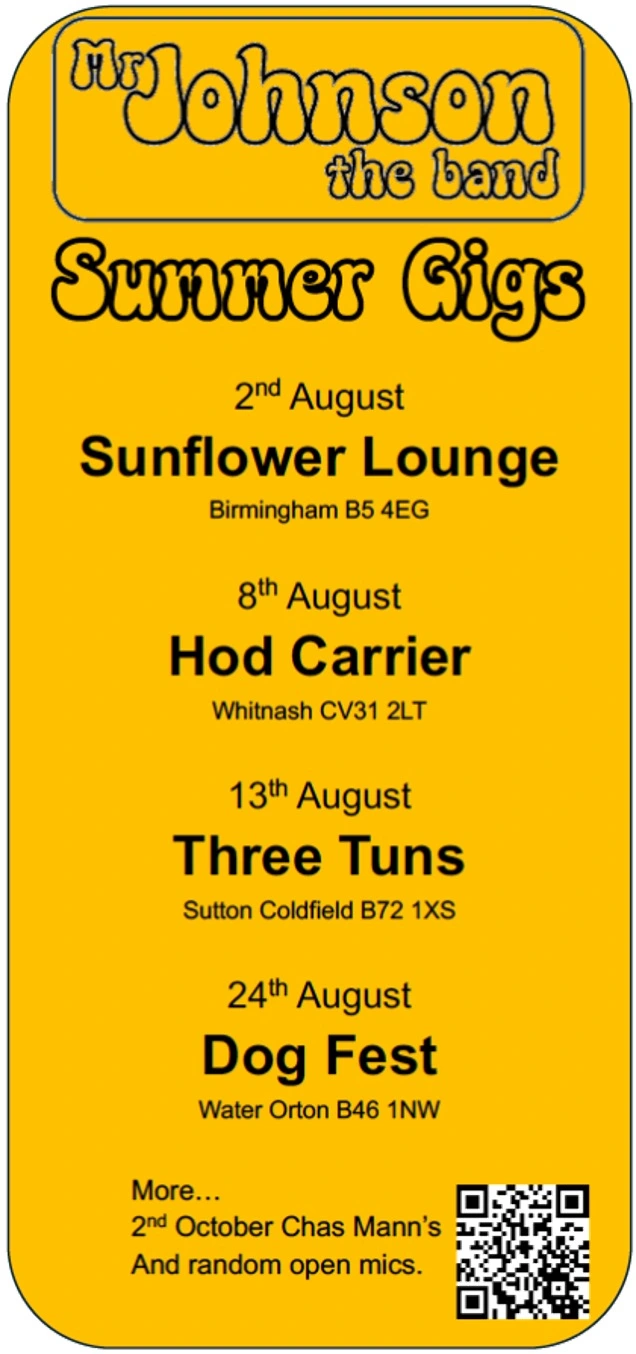 Mr Johnson
the band
Summer Gigs
2nd August
Sunflower Lounge
Birmingham B5 4EG
8th August
Hod Carrier
Whitnash CV31 2LT
13th August
Three Tuns
Sutton Coldfield B72 1XS
24th August
Dog Fest
Water Orton B46 1NW
More...
2nd October Chas Mann's
And random open mics.